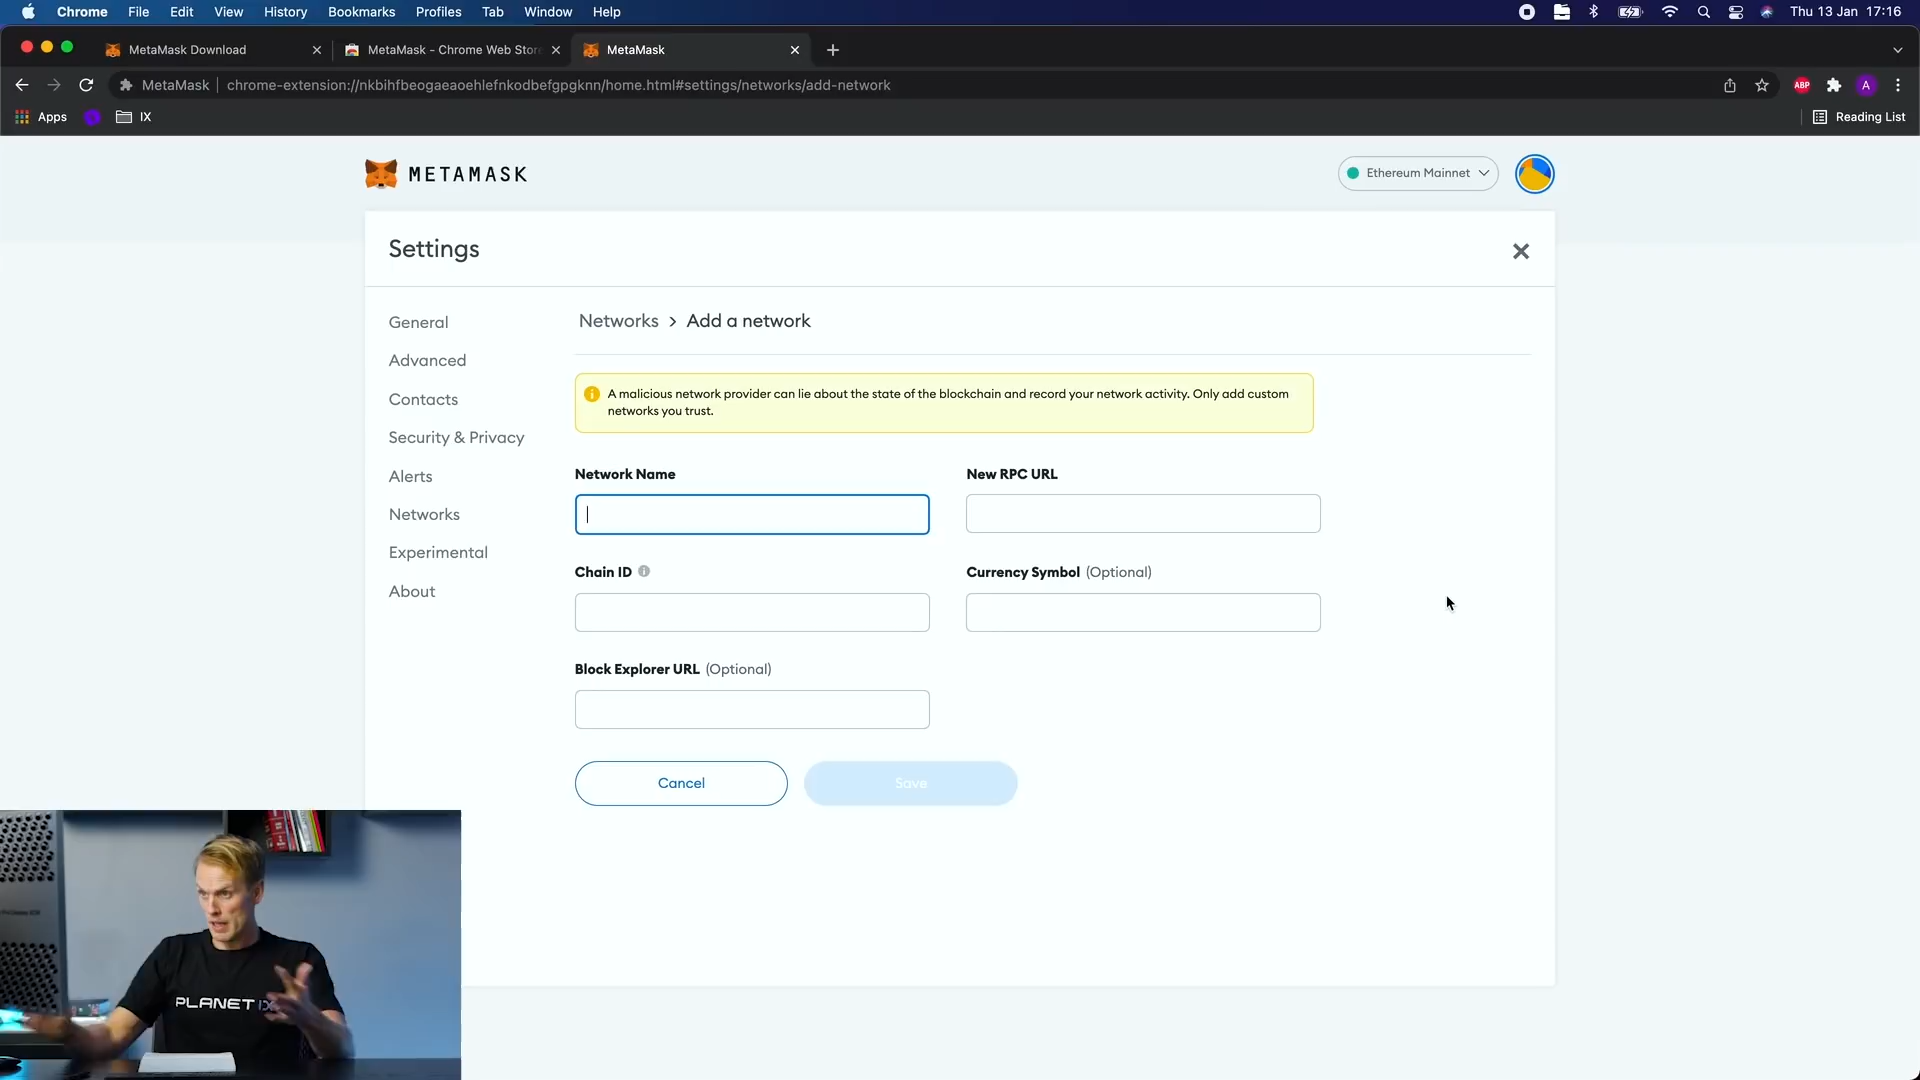 Chrome File Edit View History Bookmarks Profiles Tab Window Help Thu 13 Jan 17:16
MetaMask Download MetaMask - Chrome Web Store MetaMask
MetaMask chrome-extension://nkbihfbeogaeaoehlefnkodbefgpgknn/home.html#settings/networks/add-network ABP A
Apps IX Reading List
METAMASK Ethereum Mainnet
Settings
General
Advanced
Contacts
Security & Privacy
Alerts
Networks
Experimental
About
Networks > Add a network
A malicious network provider can lie about the state of the blockchain and record your network activity. Only add custom
networks you trust.
Network Name New RPC URL
Chain ID Currency Symbol (Optional)
Block Explorer URL (Optional)
Cancel Save
PLANET IX